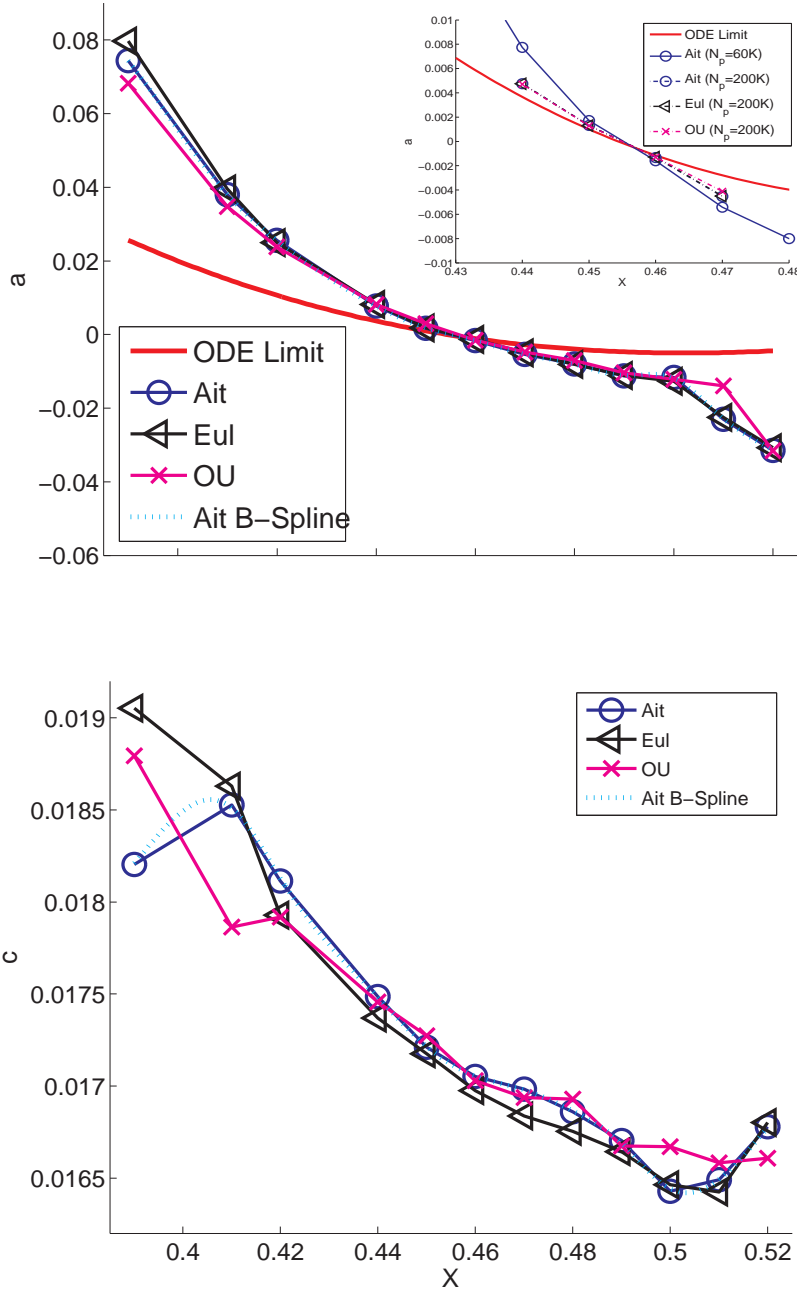 0.08
0.06
0.04
0.02
0
−0.02
−0.04
−0.06
a
ODE Limit
Ait
Eul
OU
Ait B−Spline
0.01
0.008
0.006
0.004
0.002
0
−0.002
−0.004
−0.006
−0.008
−0.01
a
0.43 0.44 0.45 0.46 0.47 0.48
X
ODE Limit
Ait (Np=60K)
Ait (Np=200K)
Eul (Np=200K)
OU (Np=200K)
0.019
0.0185
0.018
0.0175
0.017
0.0165
c
Ait
Eul
OU
Ait B−Spline
0.4 0.42 0.44 0.46 0.48 0.5 0.52
X